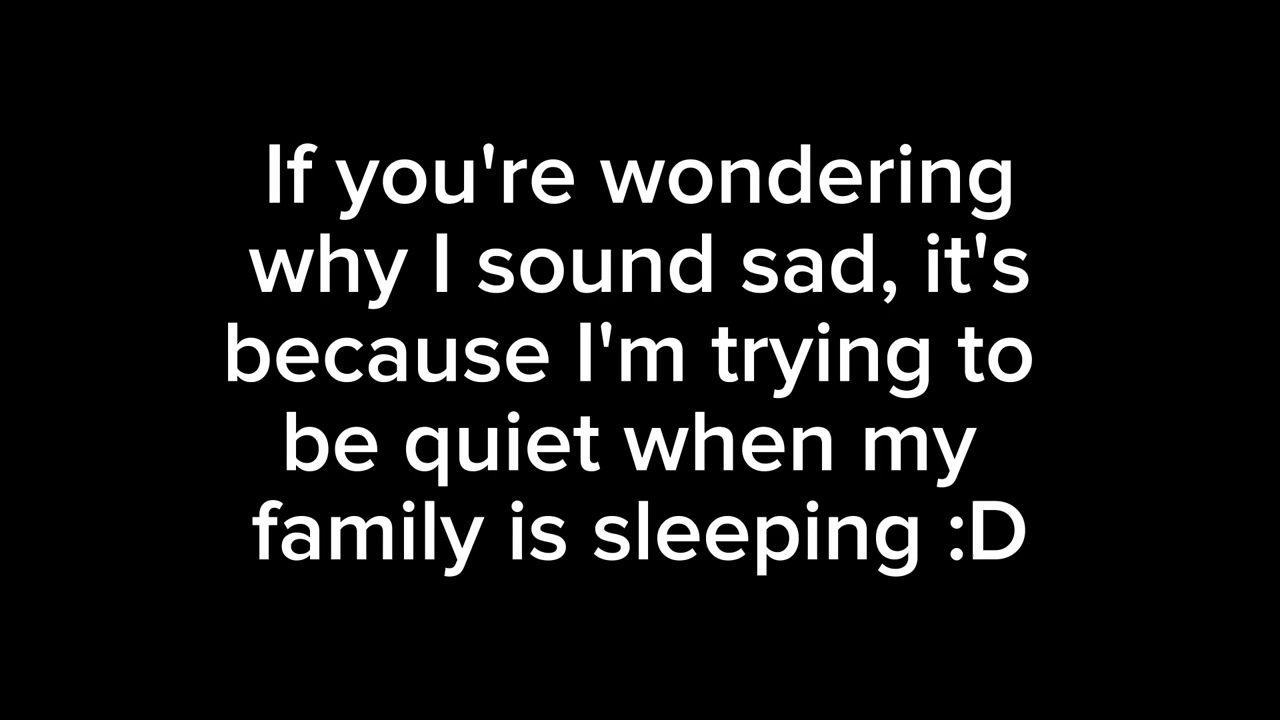 If you're wondering
why I sound sad, it's
because I'm trying to
be quiet when my
family is sleeping :D